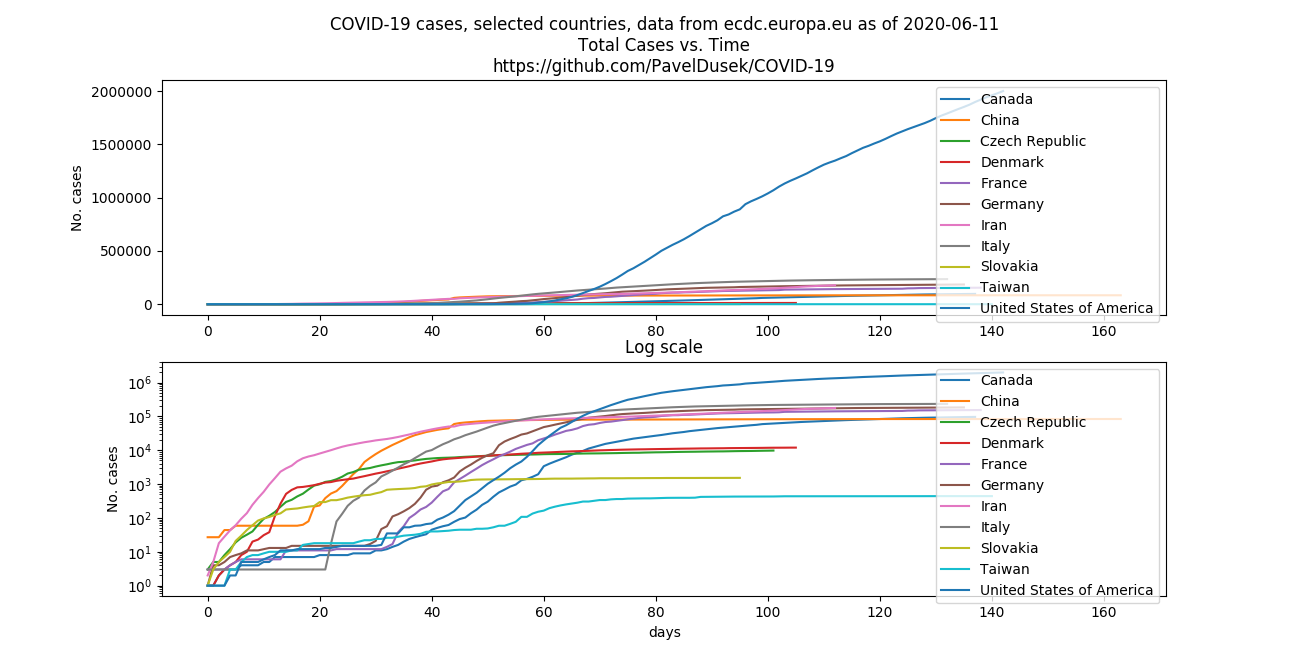 COVID-19 cases, selected countries, data from ecdc.europa.eu as of 2020-06-11
Total Cases vs. Time
https://github.com/PavelDusek/COVID-19
No. cases
2000000
1500000
1000000
500000
0
Canada
China
Czech Republic
Denmark
France
Germany
Iran
Italy
Slovakia
Taiwan
United States of America
0 20 40 60 80 100 120 140 160
Log scale
No. cases
10^6
10^5
10^4
10^3
10^2
10^1
10^0
Canada
China
Czech Republic
Denmark
France
Germany
Iran
Italy
Slovakia
Taiwan
United States of America
0 20 40 60 80 100 120 140 160
days